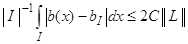 |I|⁻¹ ∫_I |b(x) − b_I| dx ≤ 2C‖L‖